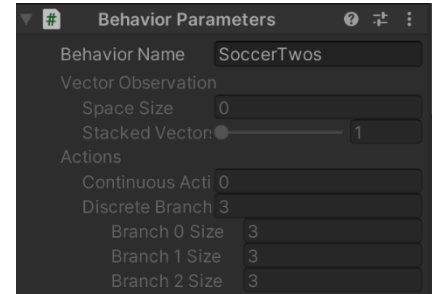 # Behavior Parameters
Behavior Name SoccerTwos
Vector Observation
Space Size 0
Stacked Vectors 1
Actions
Continuous Acti 0
Discrete Branch 3
Branch 0 Size 3
Branch 1 Size 3
Branch 2 Size 3